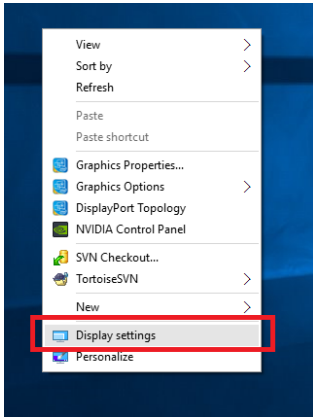 View
Sort by
Refresh
Paste
Paste shortcut
Graphics Properties...
Graphics Options
DisplayPort Topology
NVIDIA Control Panel
SVN Checkout...
TortoiseSVN
New
Display settings
Personalize